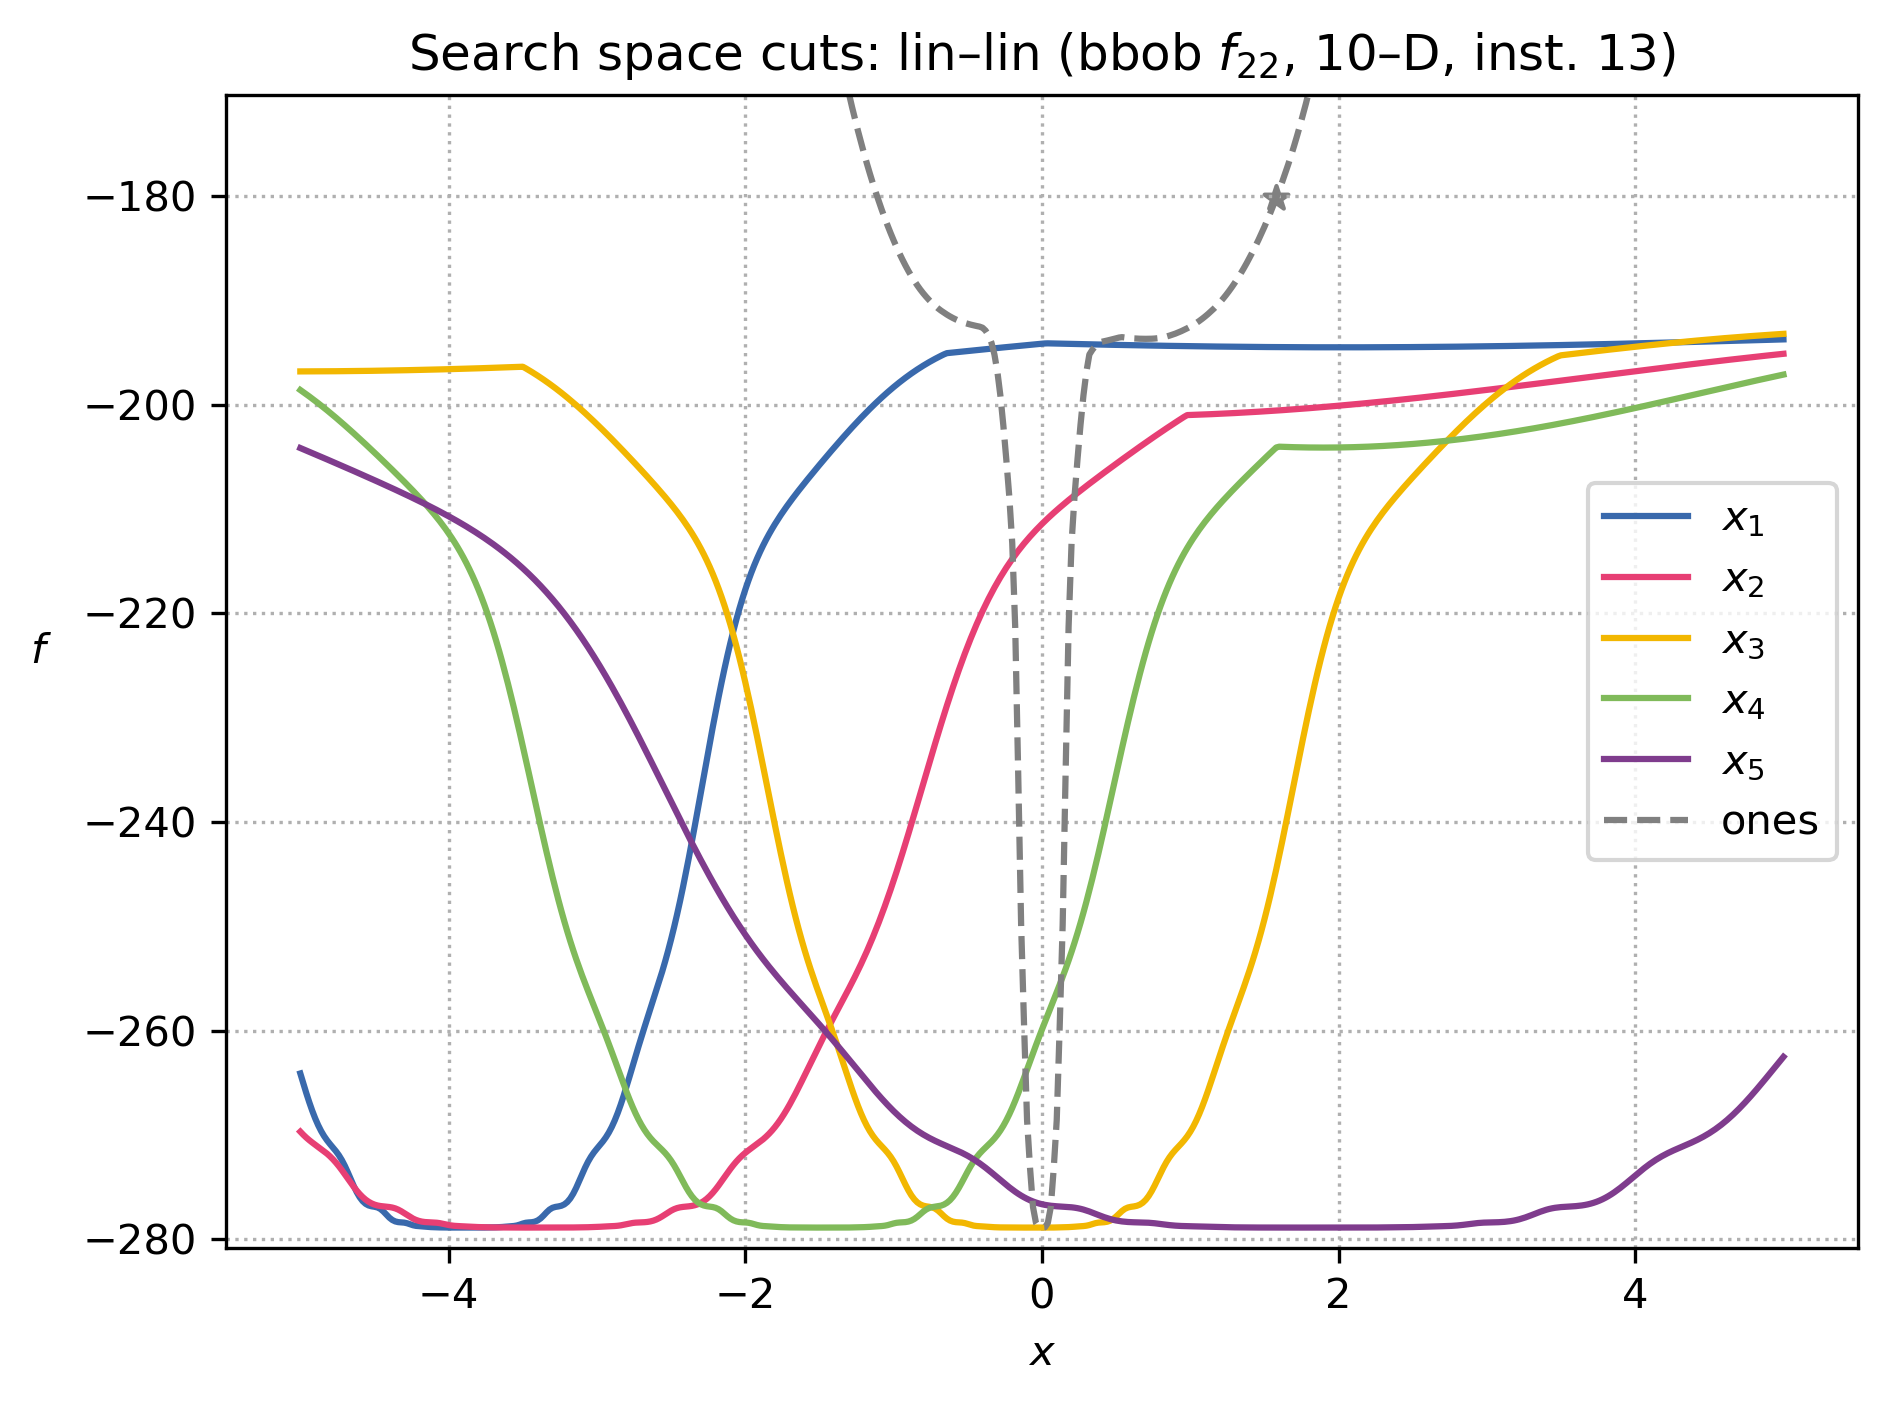 Search space cuts: lin–lin (bbob f₂₂, 10–D, inst. 13)
−180
−200
−220
f
−240
−260
−280
x₁
x₂
x₃
x₄
x₅
ones
−4 −2 0 2 4
x